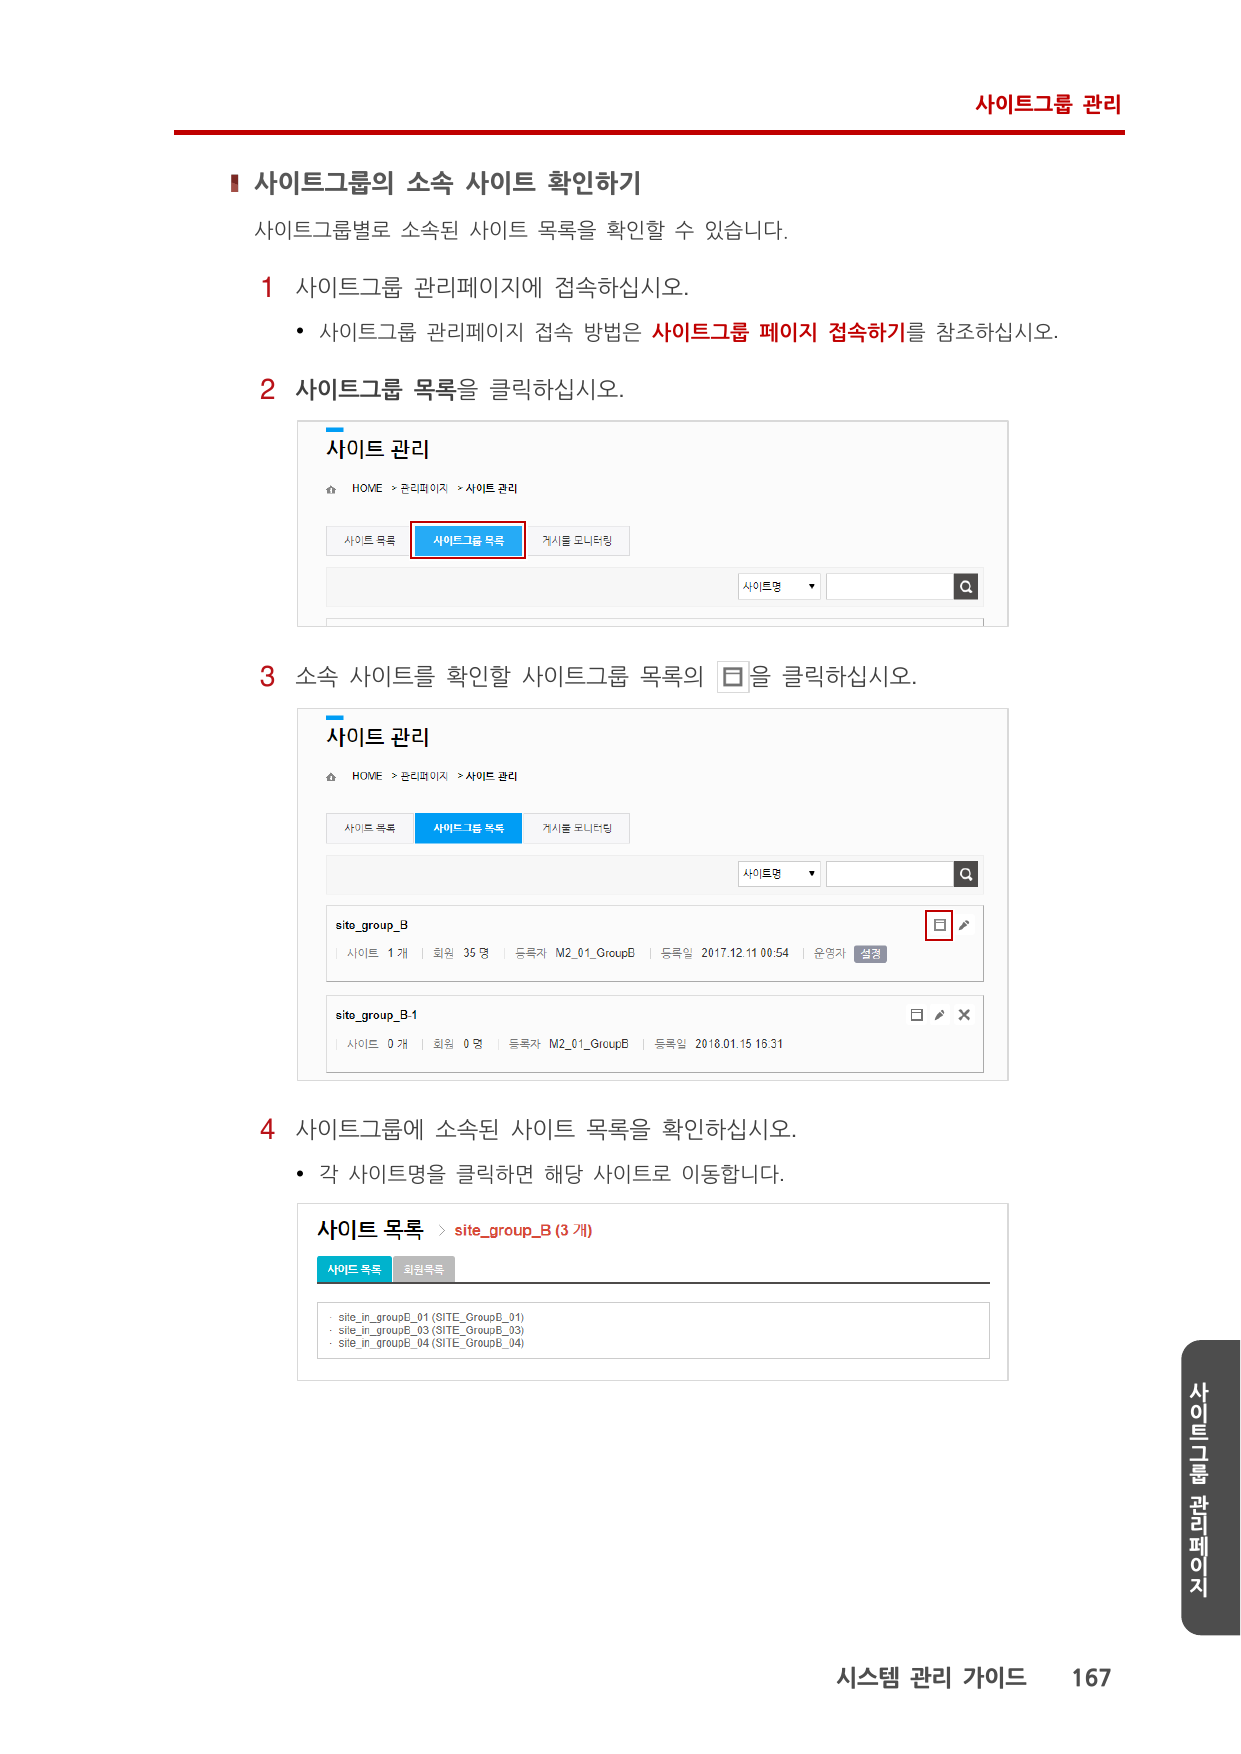 사이트그룹 관리
사이트그룹의 소속 사이트 확인하기
사이트그룹별로 소속된 사이트 목록을 확인할 수 있습니다.
1 사이트그룹 관리페이지에 접속하십시오.
• 사이트그룹 관리페이지 접속 방법은 사이트그룹 페이지 접속하기를 참조하십시오.
2 사이트그룹 목록을 클릭하십시오.
사이트 관리
HOME > 관리페이지 > 사이트 관리
사이트 목록 사이트그룹 목록 게시물 모니터링
사이트명 ▼
3 소속 사이트를 확인할 사이트그룹 목록의 을 클릭하십시오.
사이트 관리
HOME > 관리페이지 > 사이트 관리
사이트 목록 사이트그룹 목록 게시물 모니터링
사이트명 ▼
site_group_B
| 사이트 1 개 | 회원 35 명 | 등록자 M2_01_GroupB | 등록일 2017.12.11 00:54 | 운영자 설정
site_group_B-1
| 사이트 0 개 | 회원 0 명 | 등록자 M2_01_GroupB | 등록일 2018.01.15 16:31
4 사이트그룹에 소속된 사이트 목록을 확인하십시오.
• 각 사이트명을 클릭하면 해당 사이트로 이동합니다.
사이트 목록 > site_group_B (3 개)
사이트 목록 회원목록
· site_in_groupB_01 (SITE_GroupB_01)
· site_in_groupB_03 (SITE_GroupB_03)
· site_in_groupB_04 (SITE_GroupB_04)
사이트그룹 관리페이지
시스템 관리 가이드 167